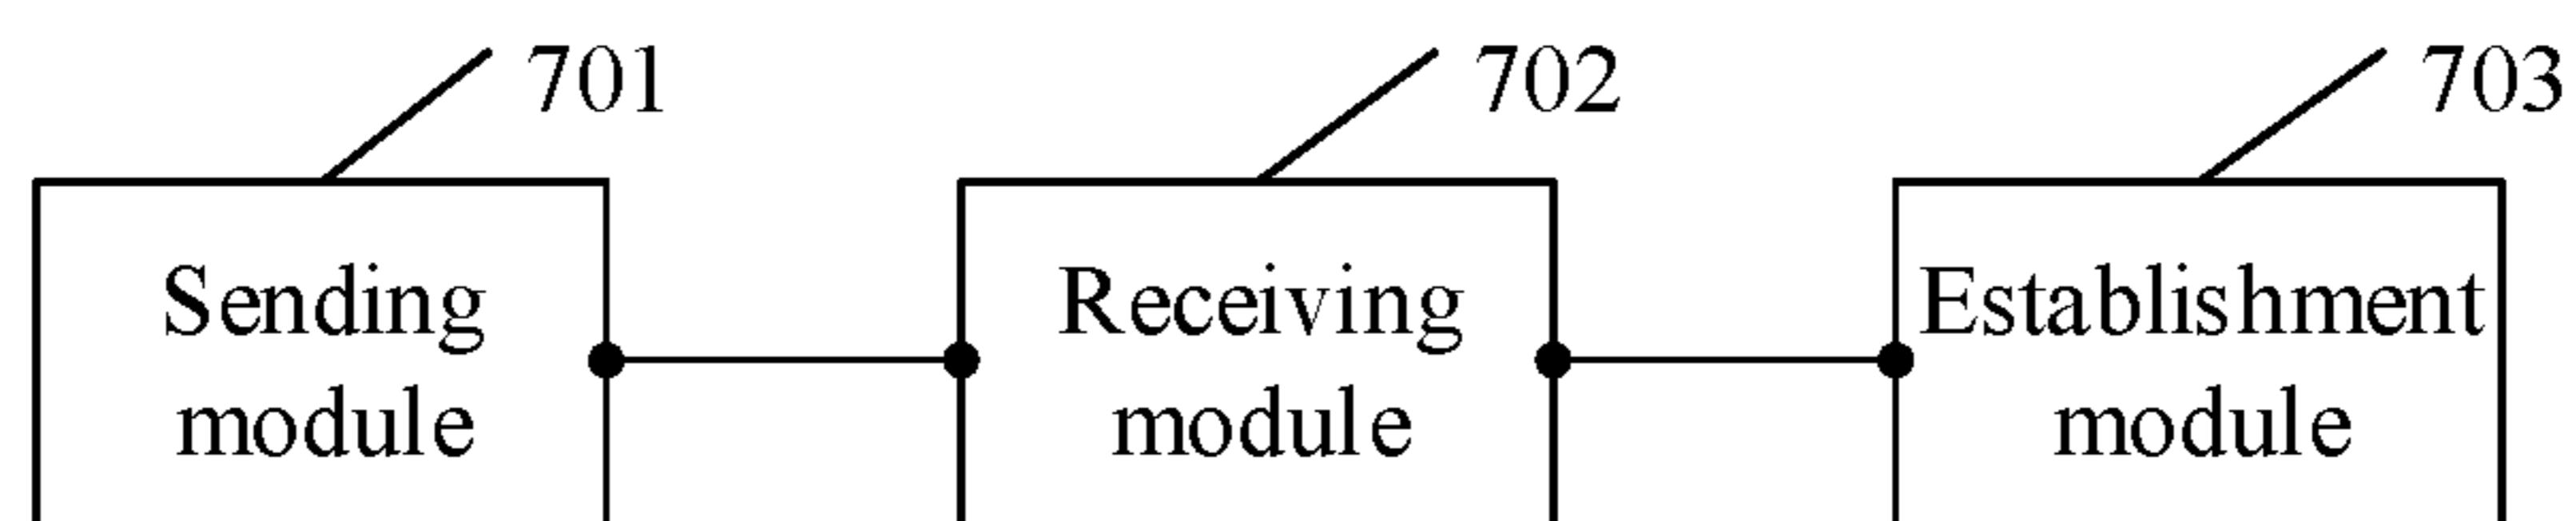 701
702
703
Sending
module
Receiving
module
Establishment
module